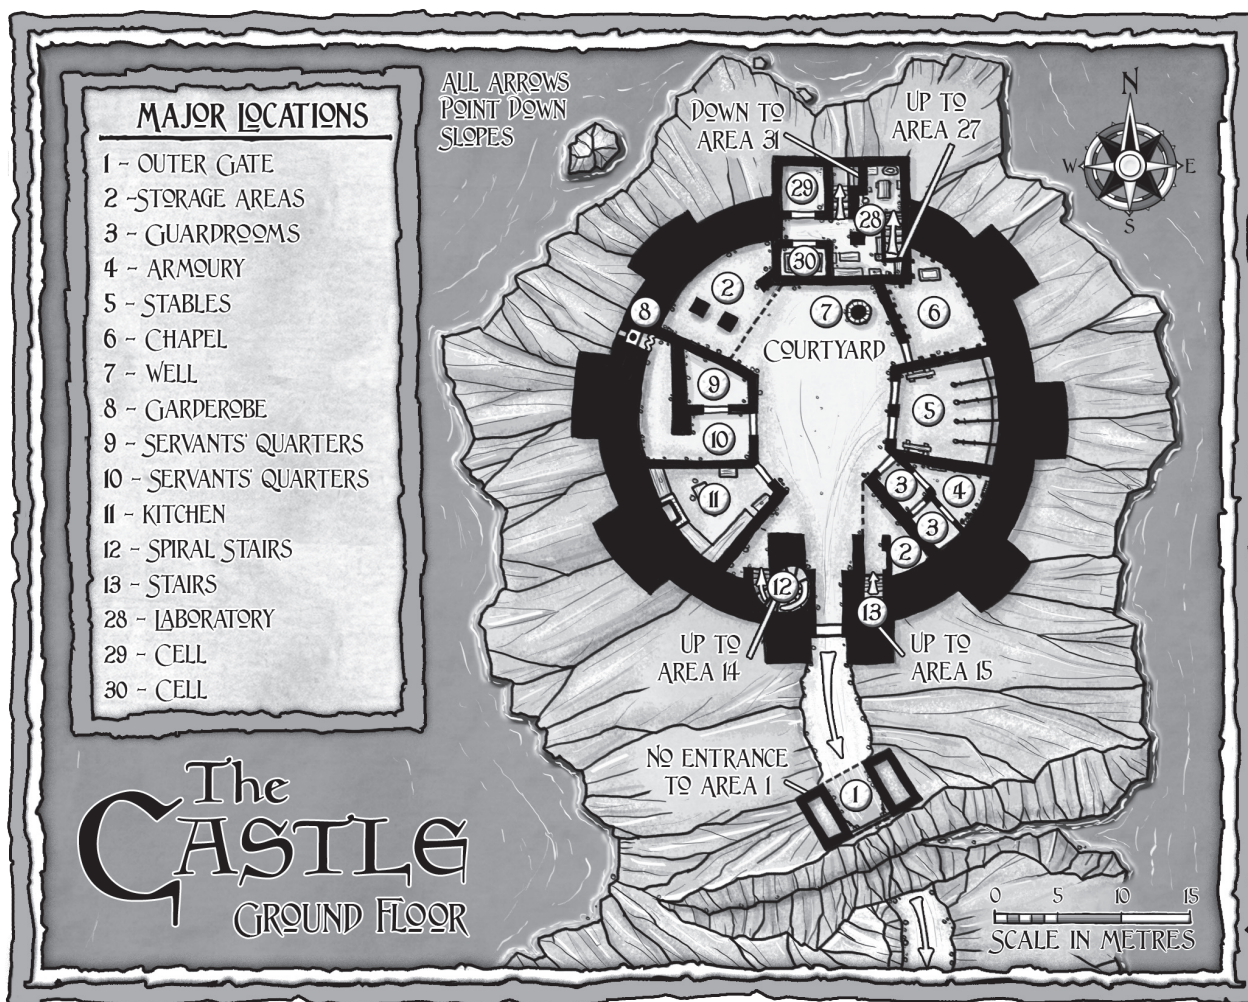 MAJOR LOCATIONS
1 - OUTER GATE
2 -STORAGE AREAS
3 - GUARDROOMS
4 - ARMOURY
5 - STABLES
6 - CHAPEL
7 - WELL
8 - GARDEROBE
9 - SERVANTS' QUARTERS
10 - SERVANTS' QUARTERS
11 - KITCHEN
12 - SPIRAL STAIRS
13 - STAIRS
28 - LABORATORY
29 - CELL
30 - CELL
The
CASTLE
GROUND FLOOR
ALL ARROWS
POINT DOWN
SLOPES
DOWN TO
AREA 31
UP TO
AREA 27
N
W
E
S
29
28
30
2
8
7
6
COURTYARD
9
5
10
11
3
4
3
2
12
13
UP TO
AREA 14
UP TO
AREA 15
NO ENTRANCE
TO AREA 1
1
0 5 10 15
SCALE IN METRES